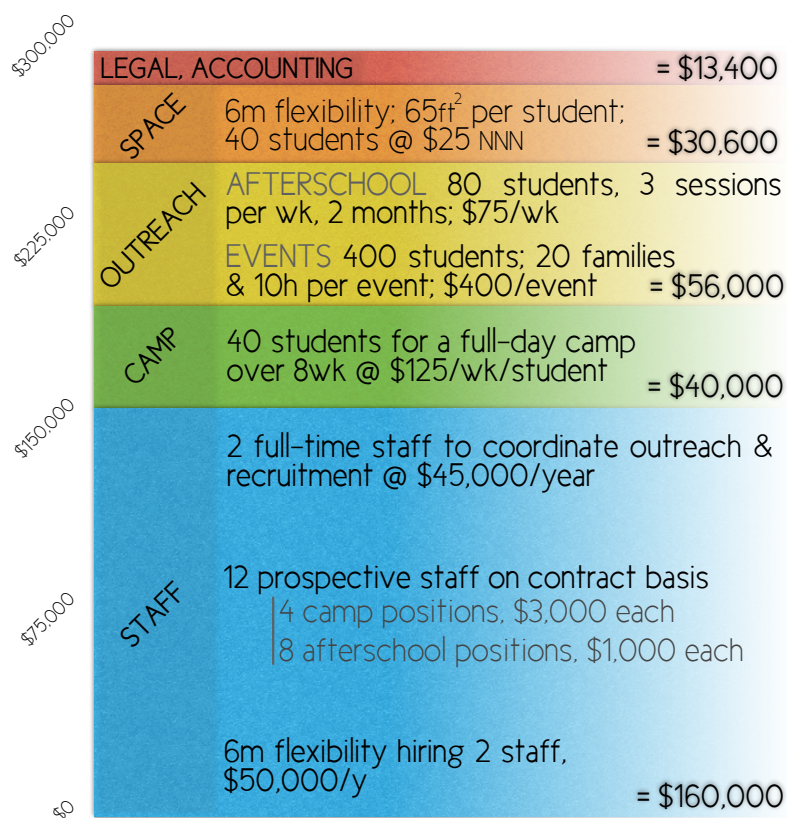 $300,000
LEGAL, ACCOUNTING = $13,400
SPACE
6m flexibility; 65ft² per student;
40 students @ $25 NNN = $30,600
OUTREACH
AFTERSCHOOL 80 students, 3 sessions
per wk, 2 months; $75/wk
$225,000
EVENTS 400 students; 20 families
& 10h per event; $400/event = $56,000
CAMP
40 students for a full-day camp
over 8wk @ $125/wk/student = $40,000
$150,000
2 full-time staff to coordinate outreach &
recruitment @ $45,000/year
STAFF
12 prospective staff on contract basis
4 camp positions, $3,000 each
8 afterschool positions, $1,000 each
$75,000
6m flexibility hiring 2 staff,
$50,000/y = $160,000
$0